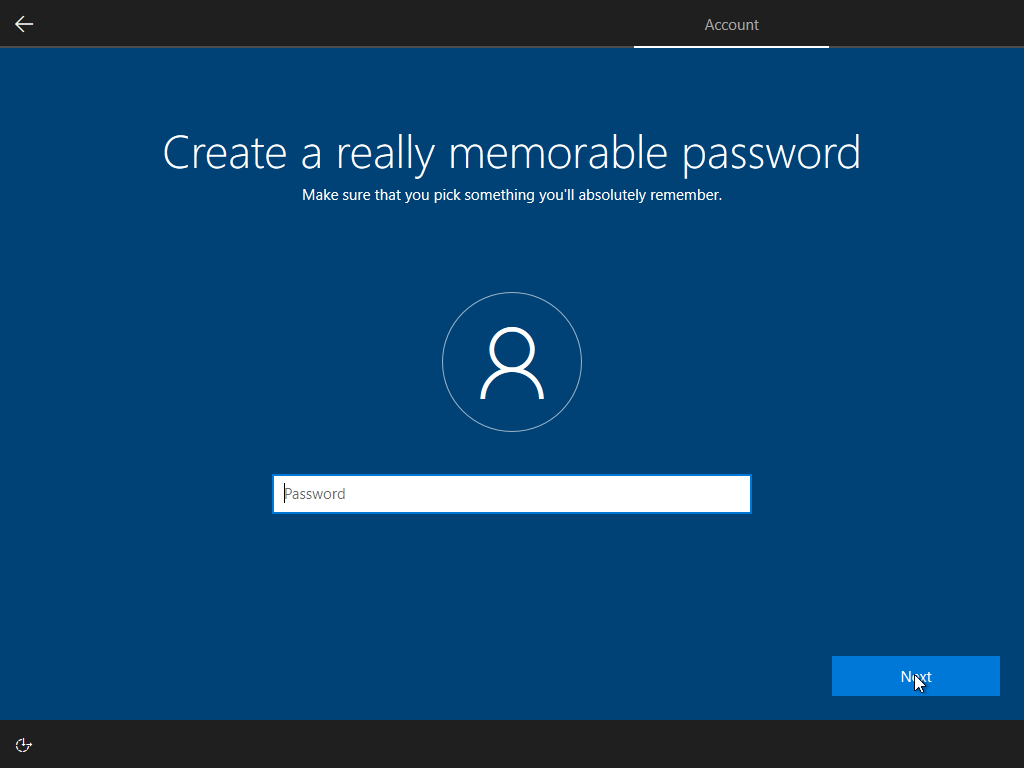 Account
Create a really memorable password
Make sure that you pick something you'll absolutely remember.
Password
Next